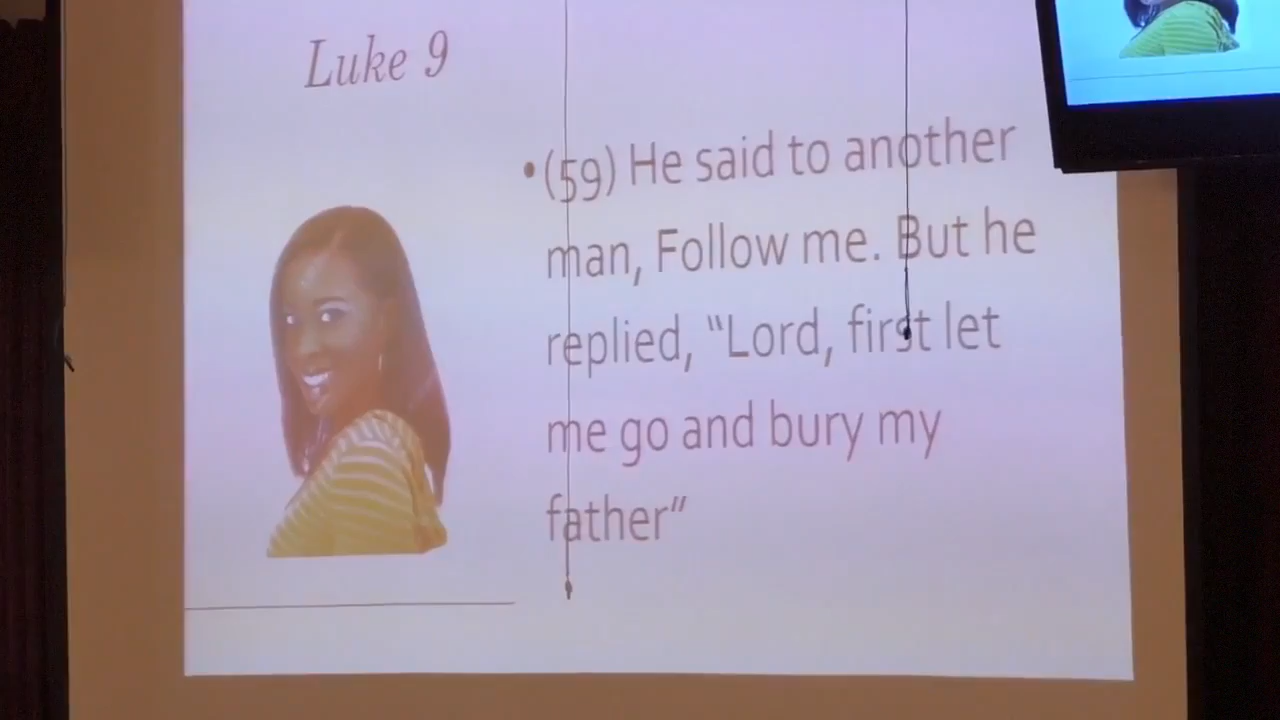 Luke 9
•(59) He said to another
man, Follow me. But he
replied, “Lord, first let
me go and bury my
father”